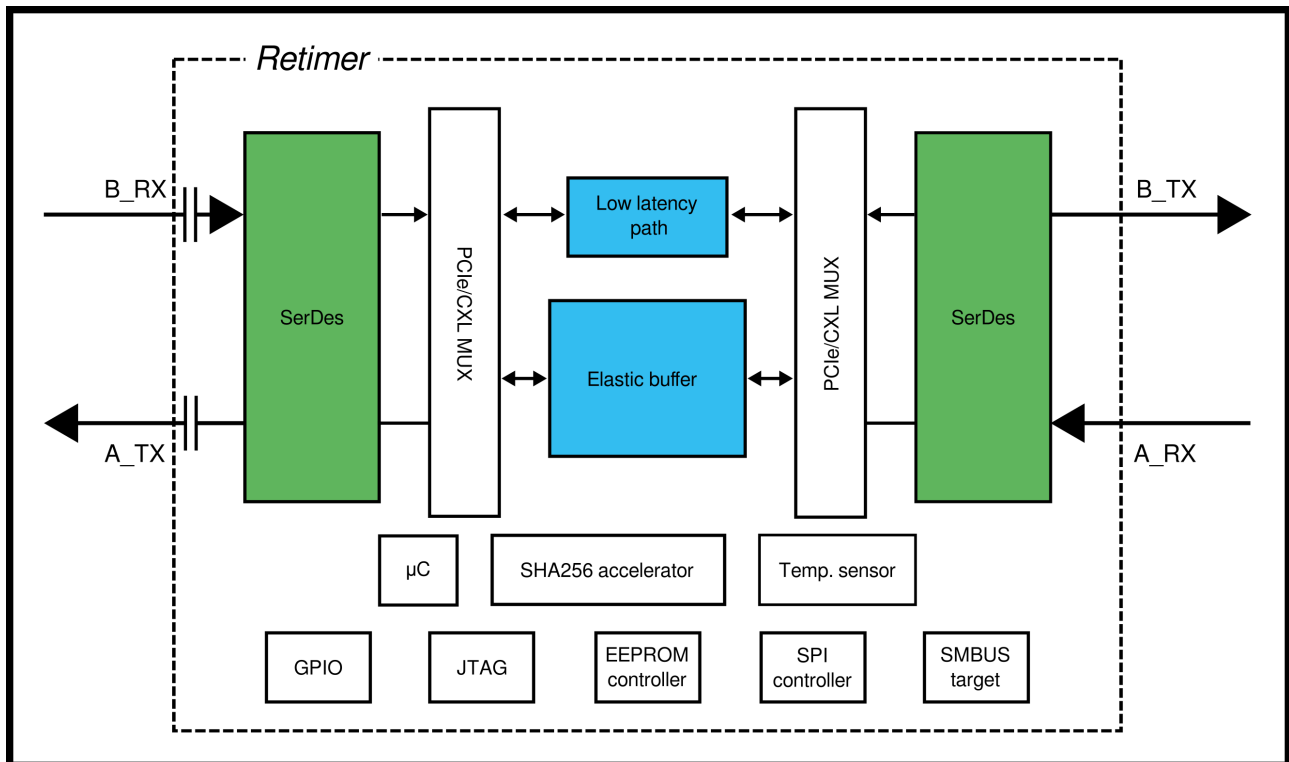 Retimer
B_RX
B_TX
Low latency
path
PCIe/CXL MUX
PCIe/CXL MUX
SerDes
SerDes
Elastic buffer
A_TX
A_RX
µC
SHA256 accelerator
Temp. sensor
GPIO
JTAG
EEPROM
controller
SPI
controller
SMBUS
target